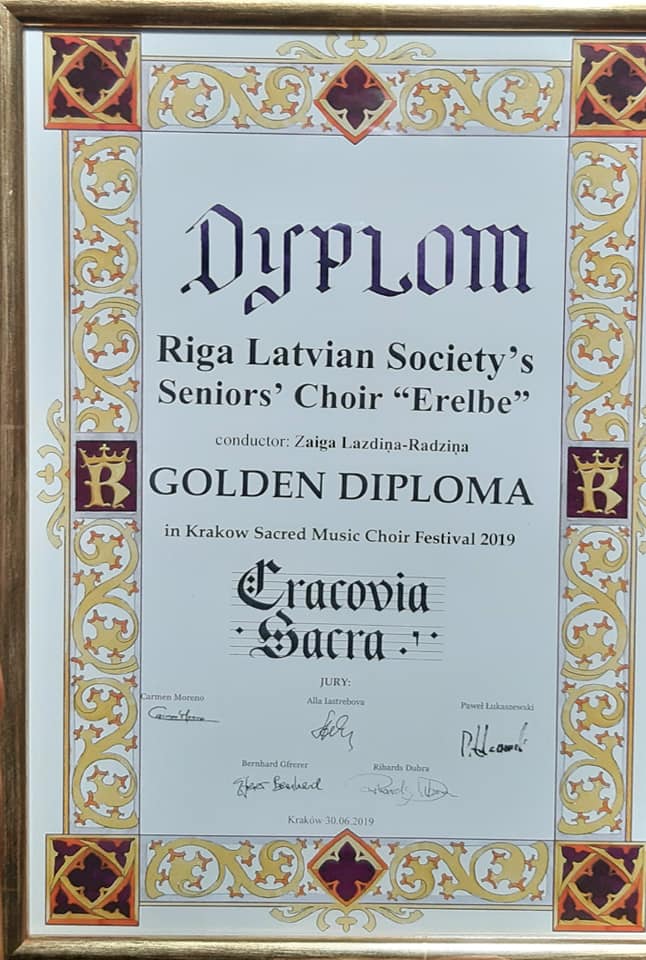 Dyplom
Riga Latvian Society's
Seniors' Choir “Erelbe”
conductor: Zaiga Lazdiņa-Radziņa
GOLDEN DIPLOMA
in Krakow Sacred Music Choir Festival 2019
Cracovia
Sacra
JURY:
Carmen Moreno
Alla Iastrebova
Paweł Łukaszewski
Bernhard Gfrerer
Rihards Dubra
Kraków 30.06.2019